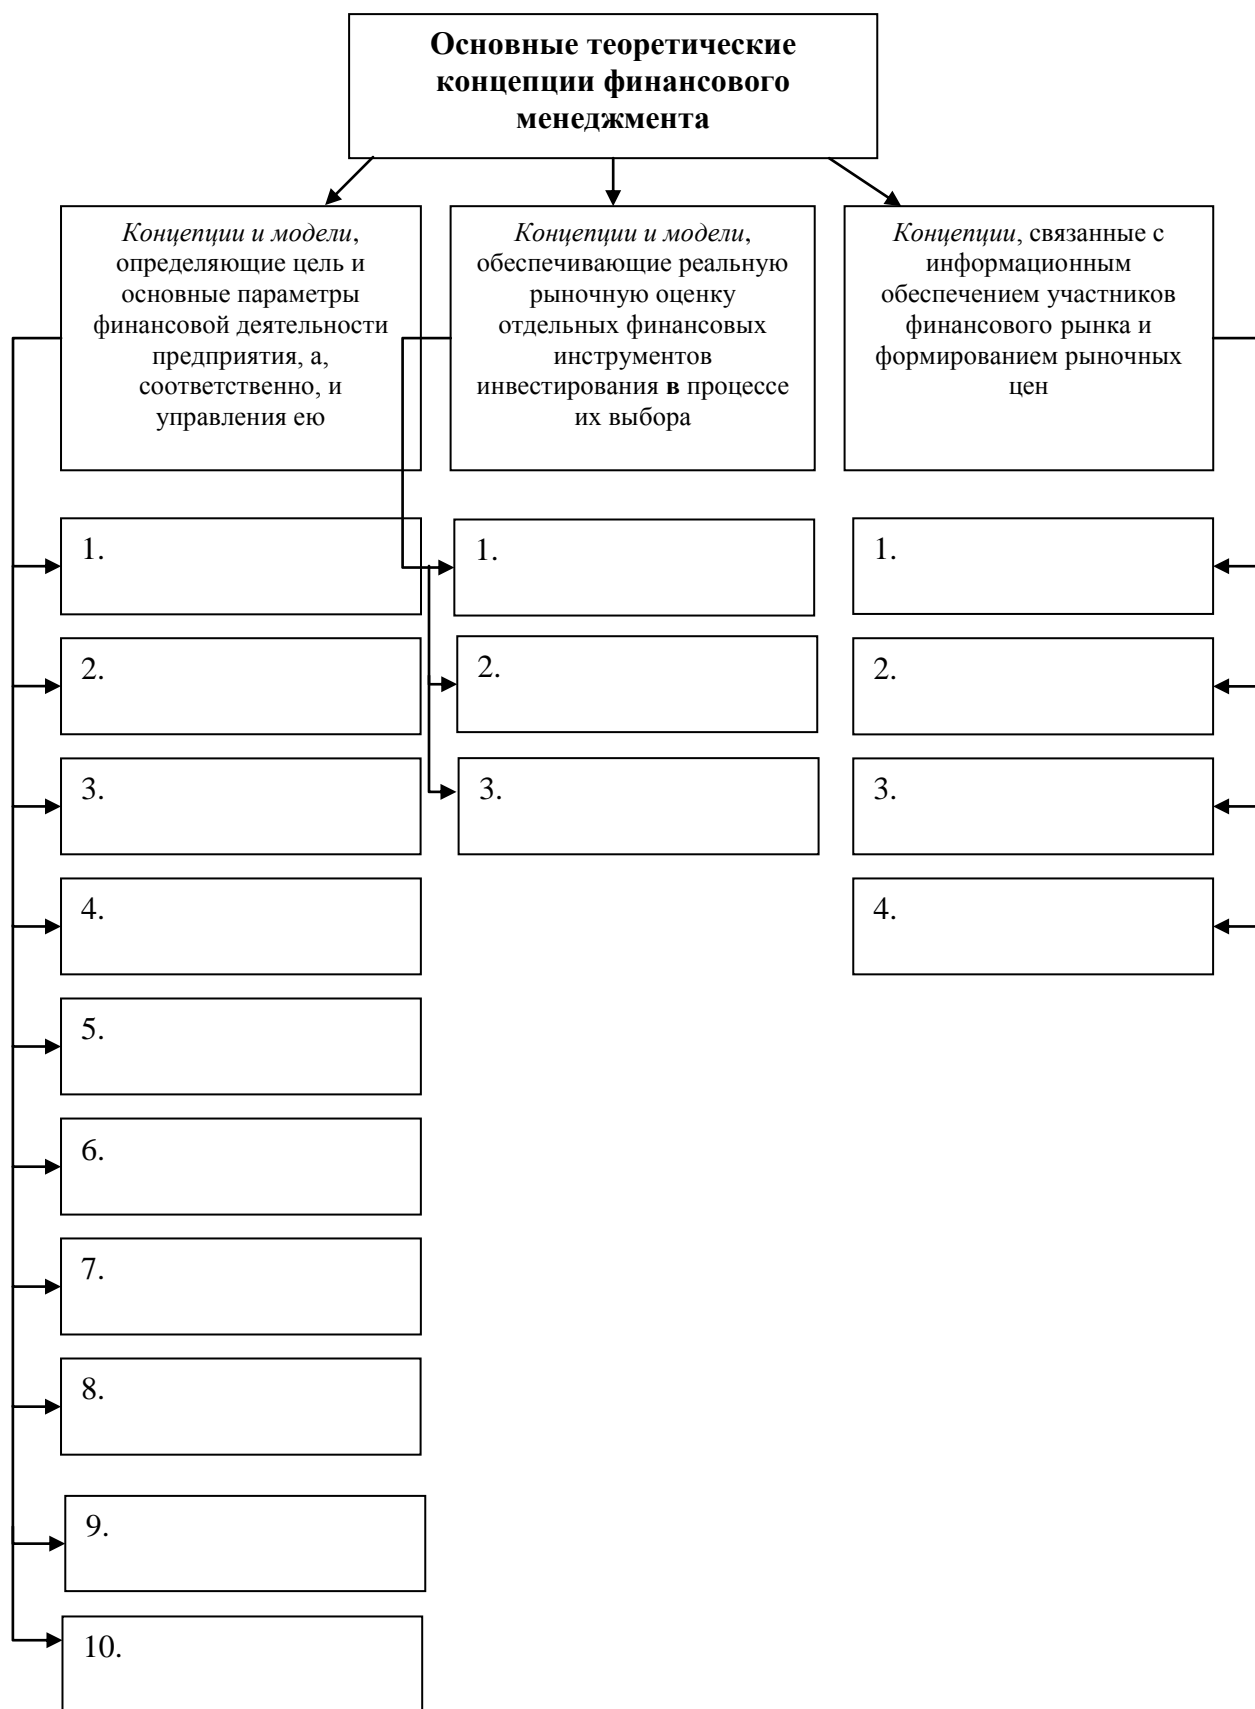 Основные теоретические
концепции финансового
менеджмента
Концепции и модели,
определяющие цель и
основные параметры
финансовой деятельности
предприятия, а,
соответственно, и
управления ею
Концепции и модели,
обеспечивающие реальную
рыночную оценку
отдельных финансовых
инструментов
инвестирования в процессе
их выбора
Концепции, связанные с
информационным
обеспечением участников
финансового рынка и
формированием рыночных
цен
1.
2.
3.
4.
5.
6.
7.
8.
9.
10.
1.
2.
3.
1.
2.
3.
4.